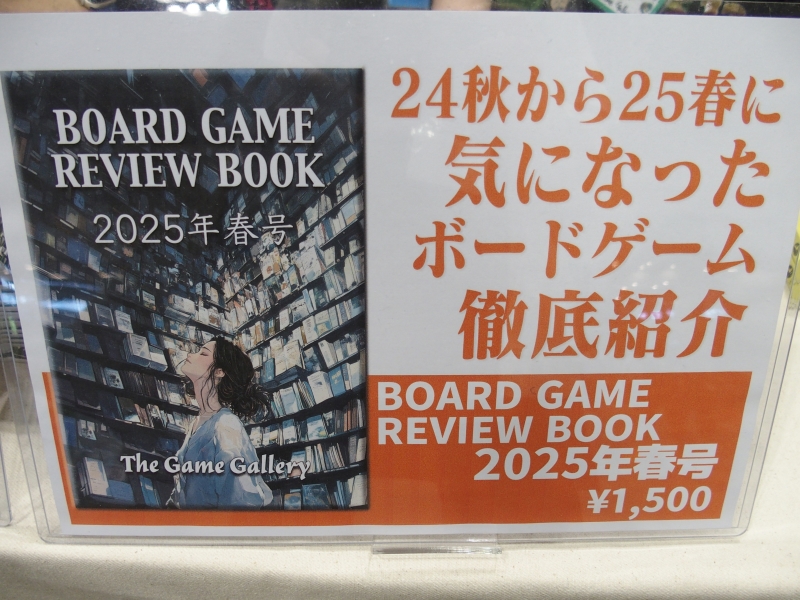 BOARD GAME
REVIEW BOOK
2025年春号
The Game Gallery
24秋から25春に
気になった
ボードゲーム
徹底紹介
BOARD GAME
REVIEW BOOK
2025年春号
¥1,500